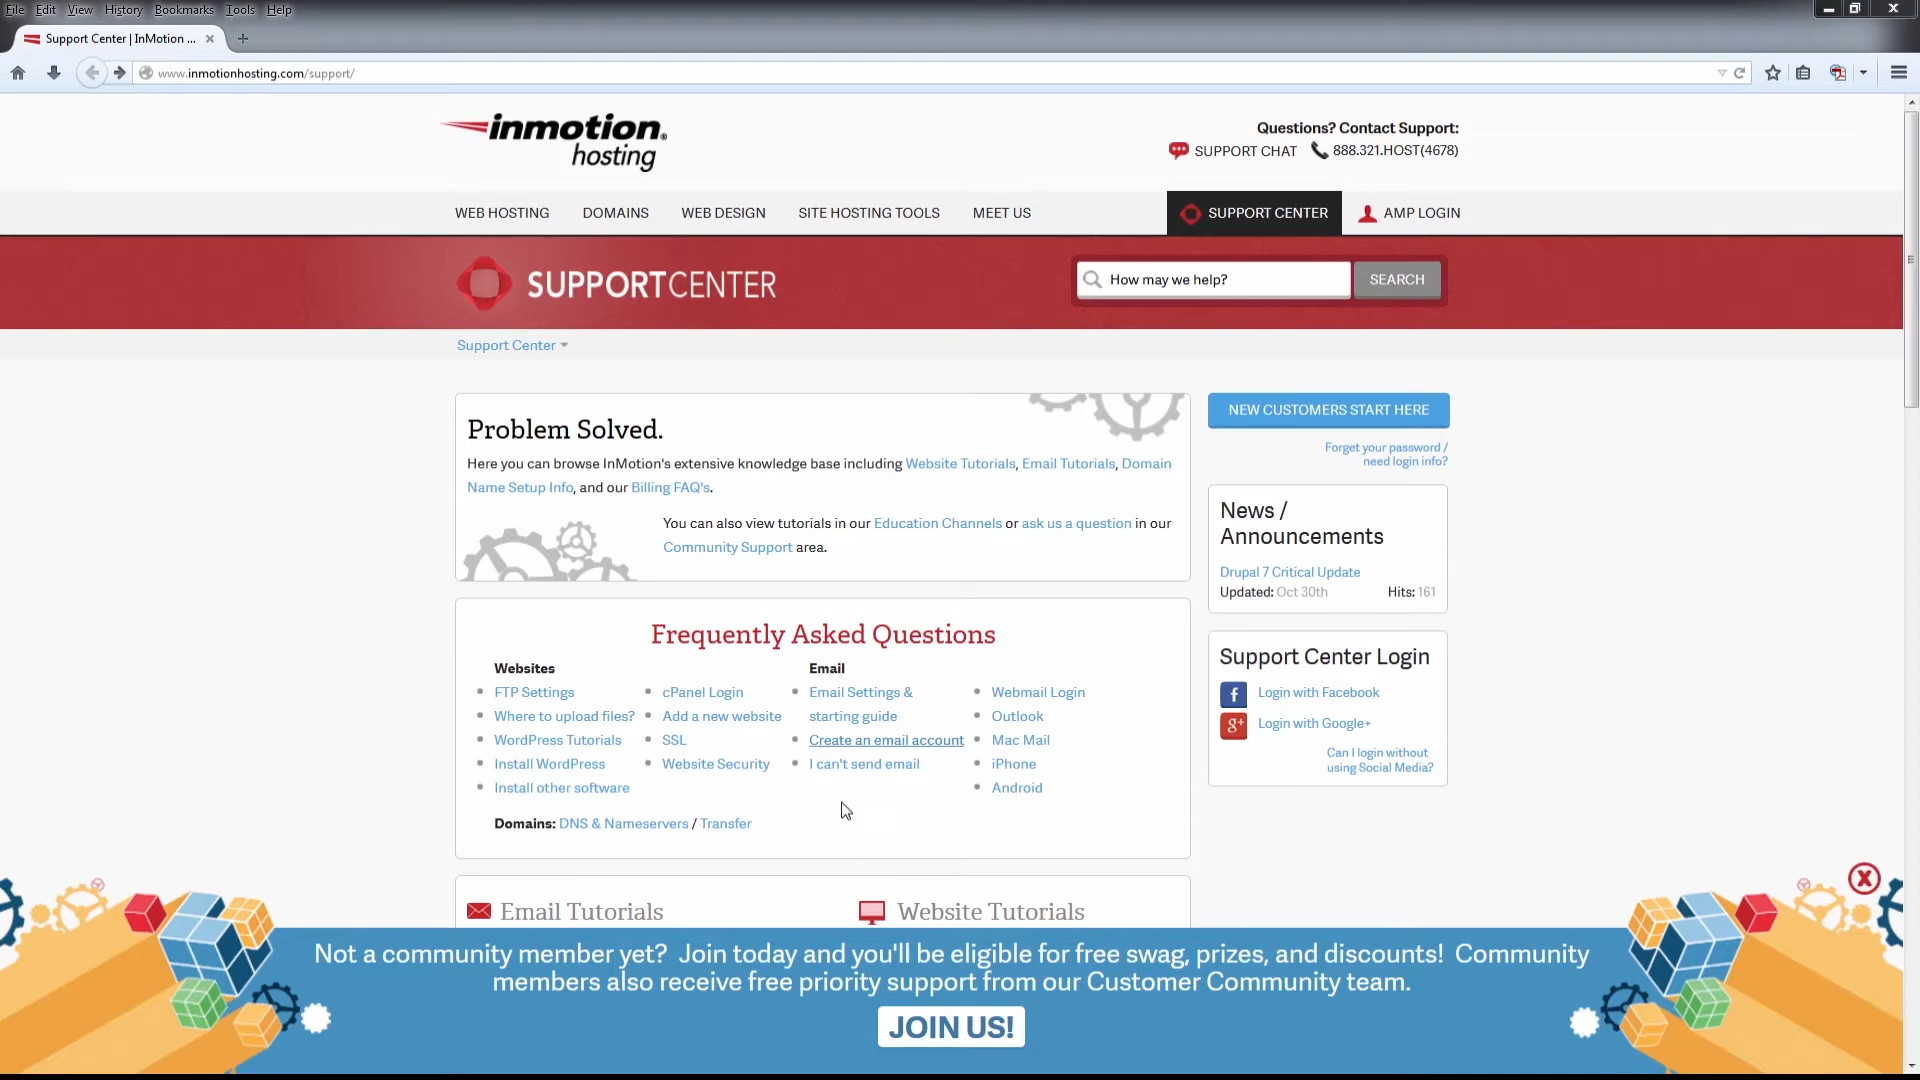 File Edit View History Bookmarks Tools Help
Support Center | InMotion ...
www.inmotionhosting.com/support/
inmotion hosting
Questions? Contact Support:
SUPPORT CHAT 888.321.HOST(4678)
WEB HOSTING DOMAINS WEB DESIGN SITE HOSTING TOOLS MEET US SUPPORT CENTER AMP LOGIN
SUPPORTCENTER
How may we help? SEARCH
Support Center
Problem Solved.
Here you can browse InMotion's extensive knowledge base including Website Tutorials, Email Tutorials, Domain
Name Setup Info, and our Billing FAQ's.
You can also view tutorials in our Education Channels or ask us a question in our
Community Support area.
NEW CUSTOMERS START HERE
Forget your password /
need login info?
News /
Announcements
Drupal 7 Critical Update
Updated: Oct 30th Hits: 161
Frequently Asked Questions
Websites
FTP Settings
Where to upload files?
WordPress Tutorials
Install WordPress
Install other software
cPanel Login
Add a new website
SSL
Website Security
Email
Email Settings &
starting guide
Create an email account
I can't send email
Webmail Login
Outlook
Mac Mail
iPhone
Android
Domains: DNS & Nameservers / Transfer
Support Center Login
f Login with Facebook
g+ Login with Google+
Can I login without
using Social Media?
Email Tutorials
Website Tutorials
X
Not a community member yet? Join today and you'll be eligible for free swag, prizes, and discounts! Community
members also receive free priority support from our Customer Community team.
JOIN US!